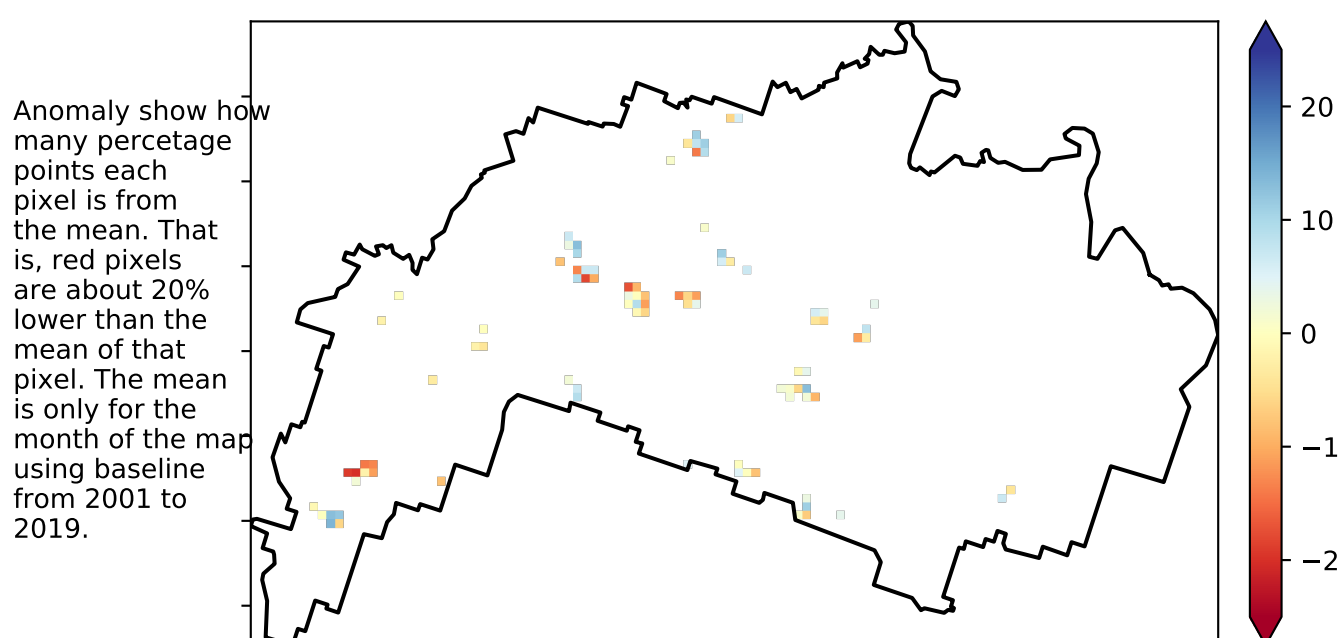 Anomaly show how
many percetage
points each
pixel is from
the mean. That
is, red pixels
are about 20%
lower than the
mean of that
pixel. The mean
is only for the
month of the map
using baseline
from 2001 to
2019.
20
10
0
−1
−2